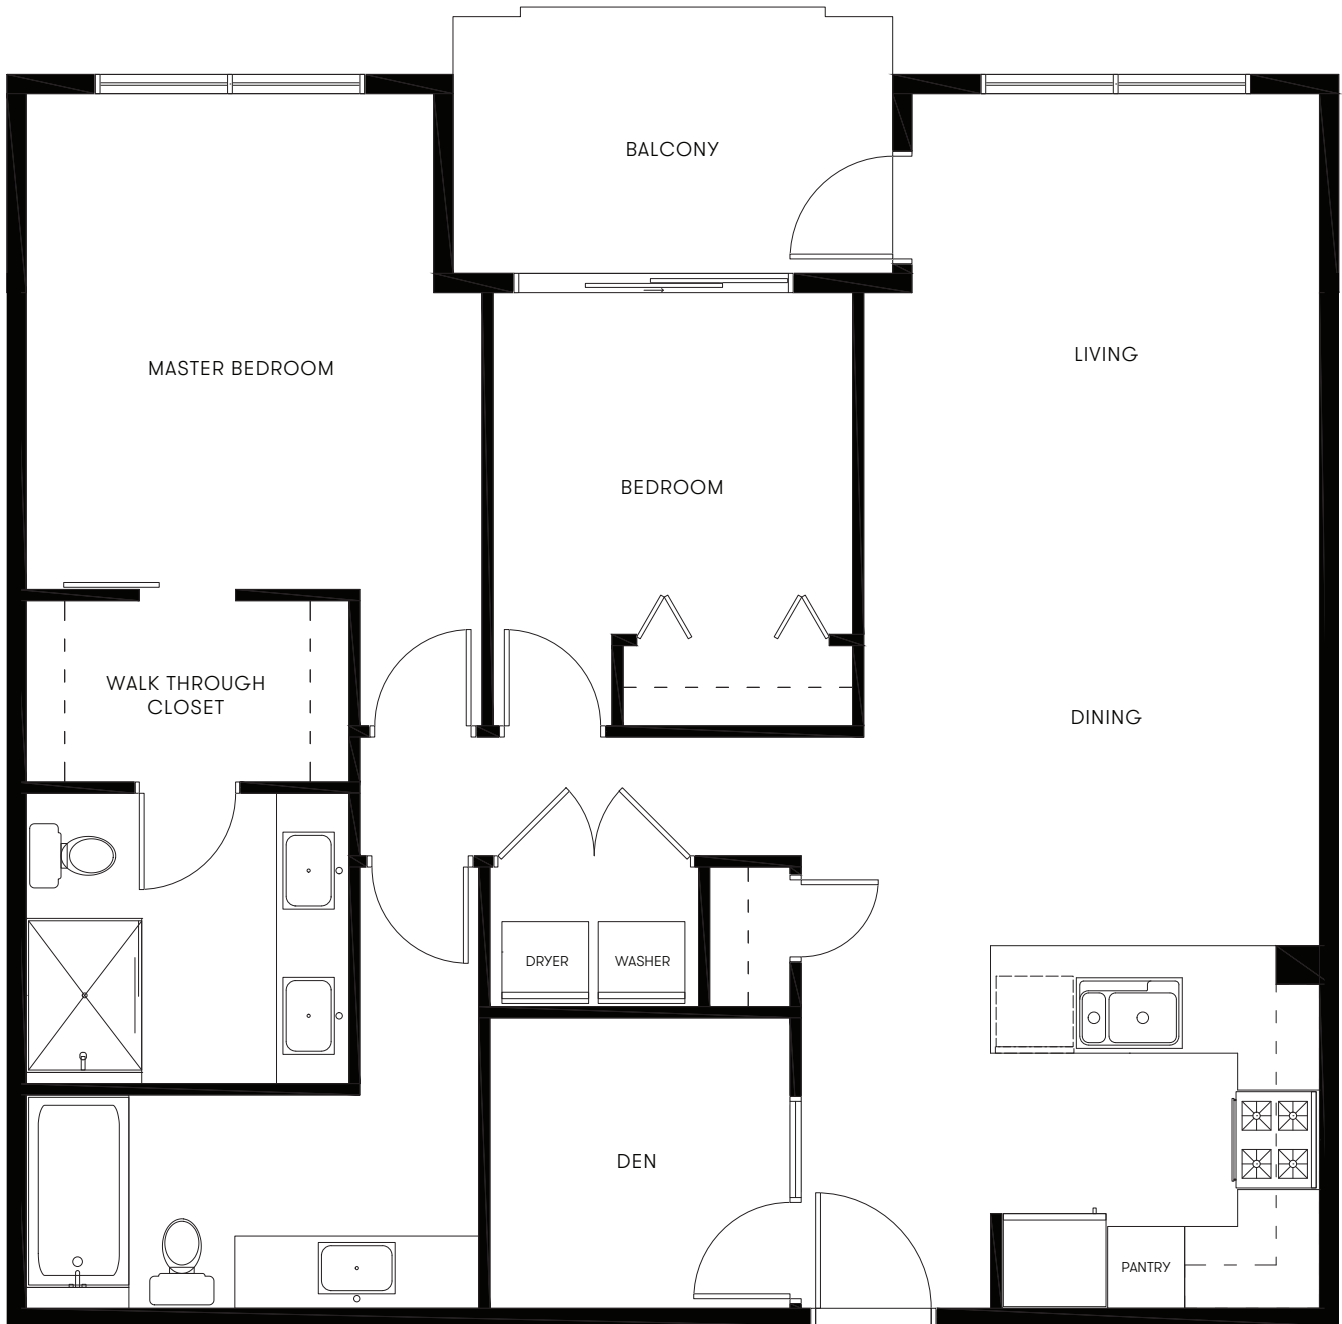 BALCONY
MASTER BEDROOM
LIVING
BEDROOM
WALK THROUGH
CLOSET
DINING
DRYER
WASHER
DEN
PANTRY